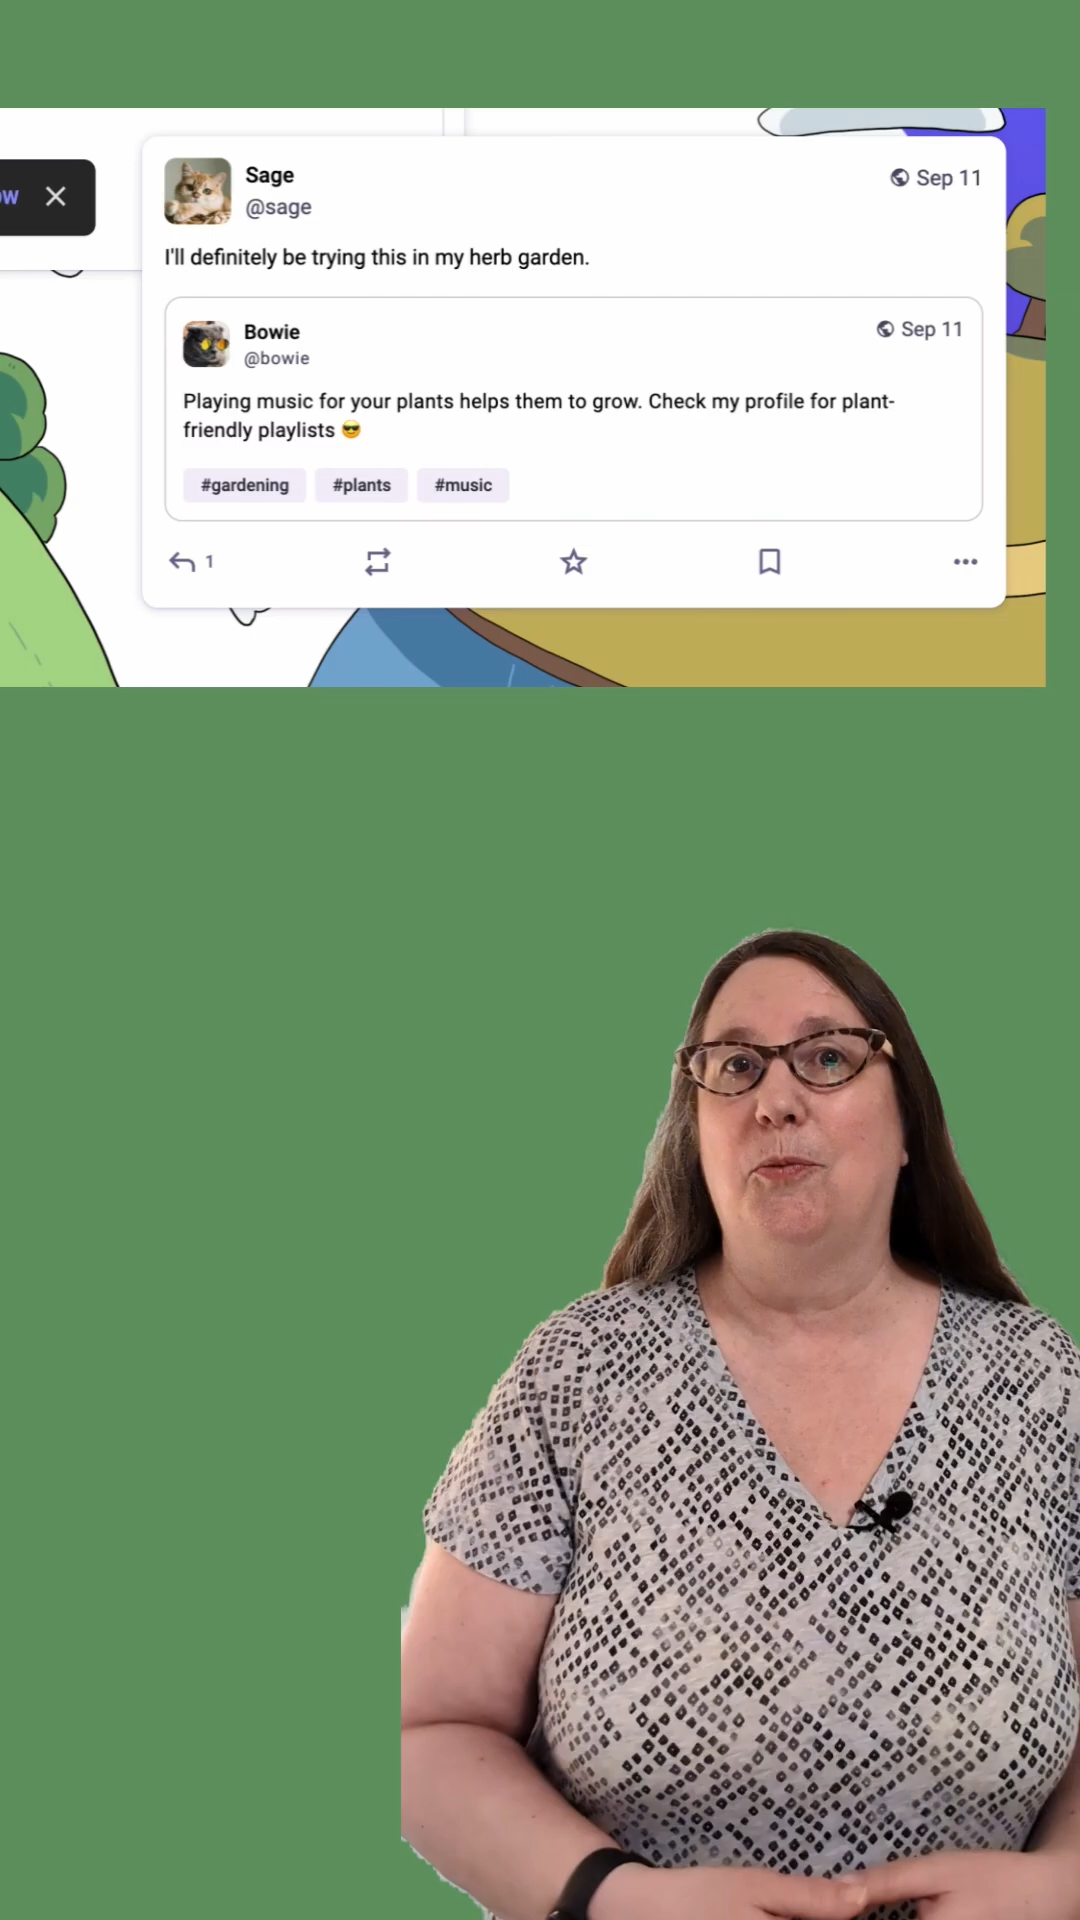 ow
Sage
Sep 11
@sage
I'll definitely be trying this in my herb garden.
Bowie
Sep 11
@bowie
Playing music for your plants helps them to grow. Check my profile for plant-
friendly playlists 😎
#gardening #plants #music
1